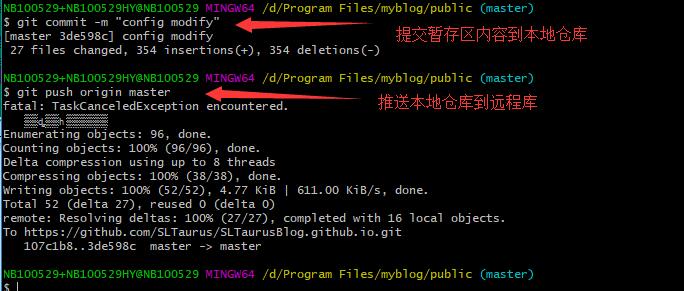 NB100529+NB100529HY@NB100529 MINGW64 /d/Program Files/myblog/public (master)
$ git commit -m "config modify"
提交暂存区内容到本地仓库
[master 3de598c] config modify
27 files changed, 354 insertions(+), 354 deletions(-)
NB100529+NB100529HY@NB100529 MINGW64 /d/Program Files/myblog/public (master)
$ git push origin master
推送本地仓库到远程库
fatal: TaskCanceledException encountered.
Enumerating objects: 96, done.
Counting objects: 100% (96/96), done.
Delta compression using up to 8 threads
Compressing objects: 100% (38/38), done.
Writing objects: 100% (52/52), 4.77 KiB | 611.00 KiB/s, done.
Total 52 (delta 27), reused 0 (delta 0)
remote: Resolving deltas: 100% (27/27), completed with 16 local objects.
To https://github.com/SLTaurus/SLTaurusBlog.github.io.git
107c1b8..3de598c master -> master
NB100529+NB100529HY@NB100529 MINGW64 /d/Program Files/myblog/public (master)
$